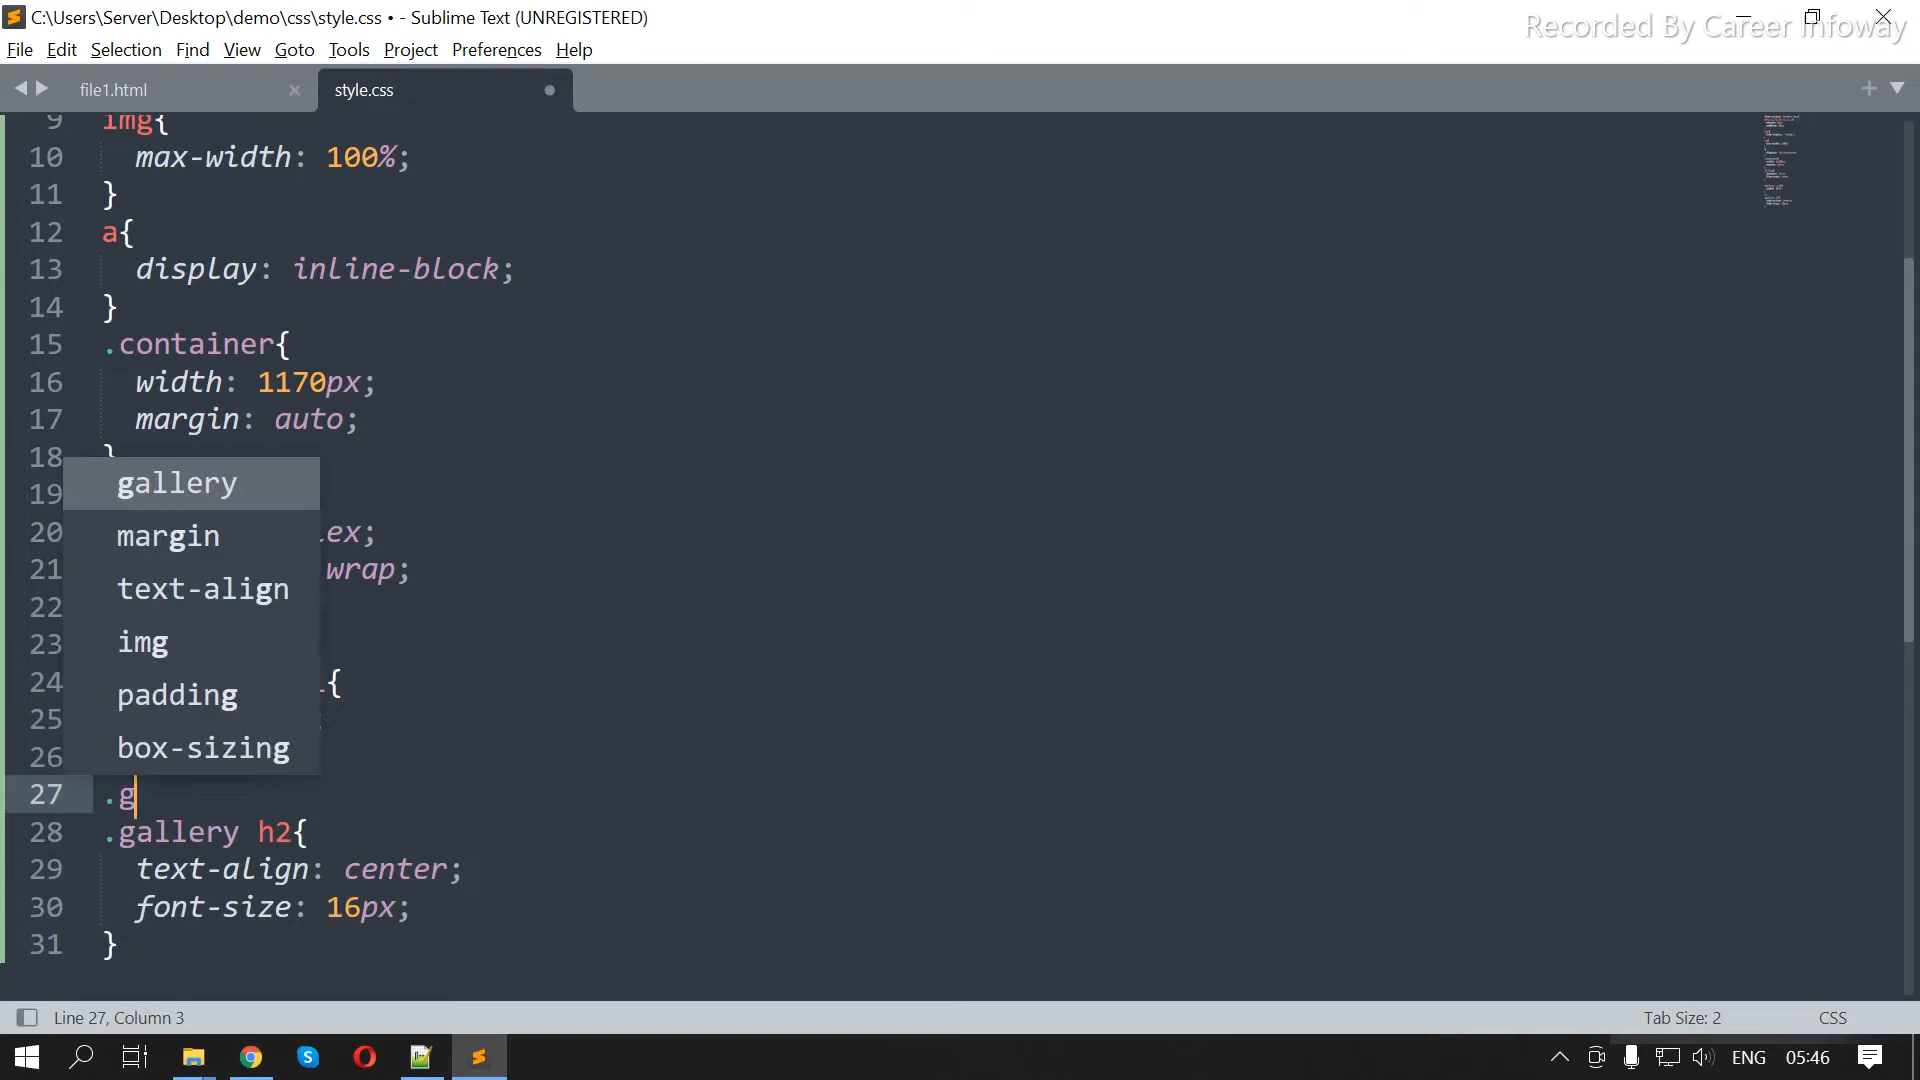 C:\Users\Server\Desktop\demo\css\style.css • - Sublime Text (UNREGISTERED)
Recorded By Career Infoway
File Edit Selection Find View Goto Tools Project Preferences Help
file1.html
style.css
9 img{
10 max-width: 100%;
11 }
12 a{
13 display: inline-block;
14 }
15 .container{
16 width: 1170px;
17 margin: auto;
18 }
gallery
19
margin
20 ex;
21 wrap;
text-align
22
23
img
24 {
padding
25
26
box-sizing
27 .g
28 .gallery h2{
29 text-align: center;
30 font-size: 16px;
31 }
Line 27, Column 3
Tab Size: 2
CSS
ENG
05:46